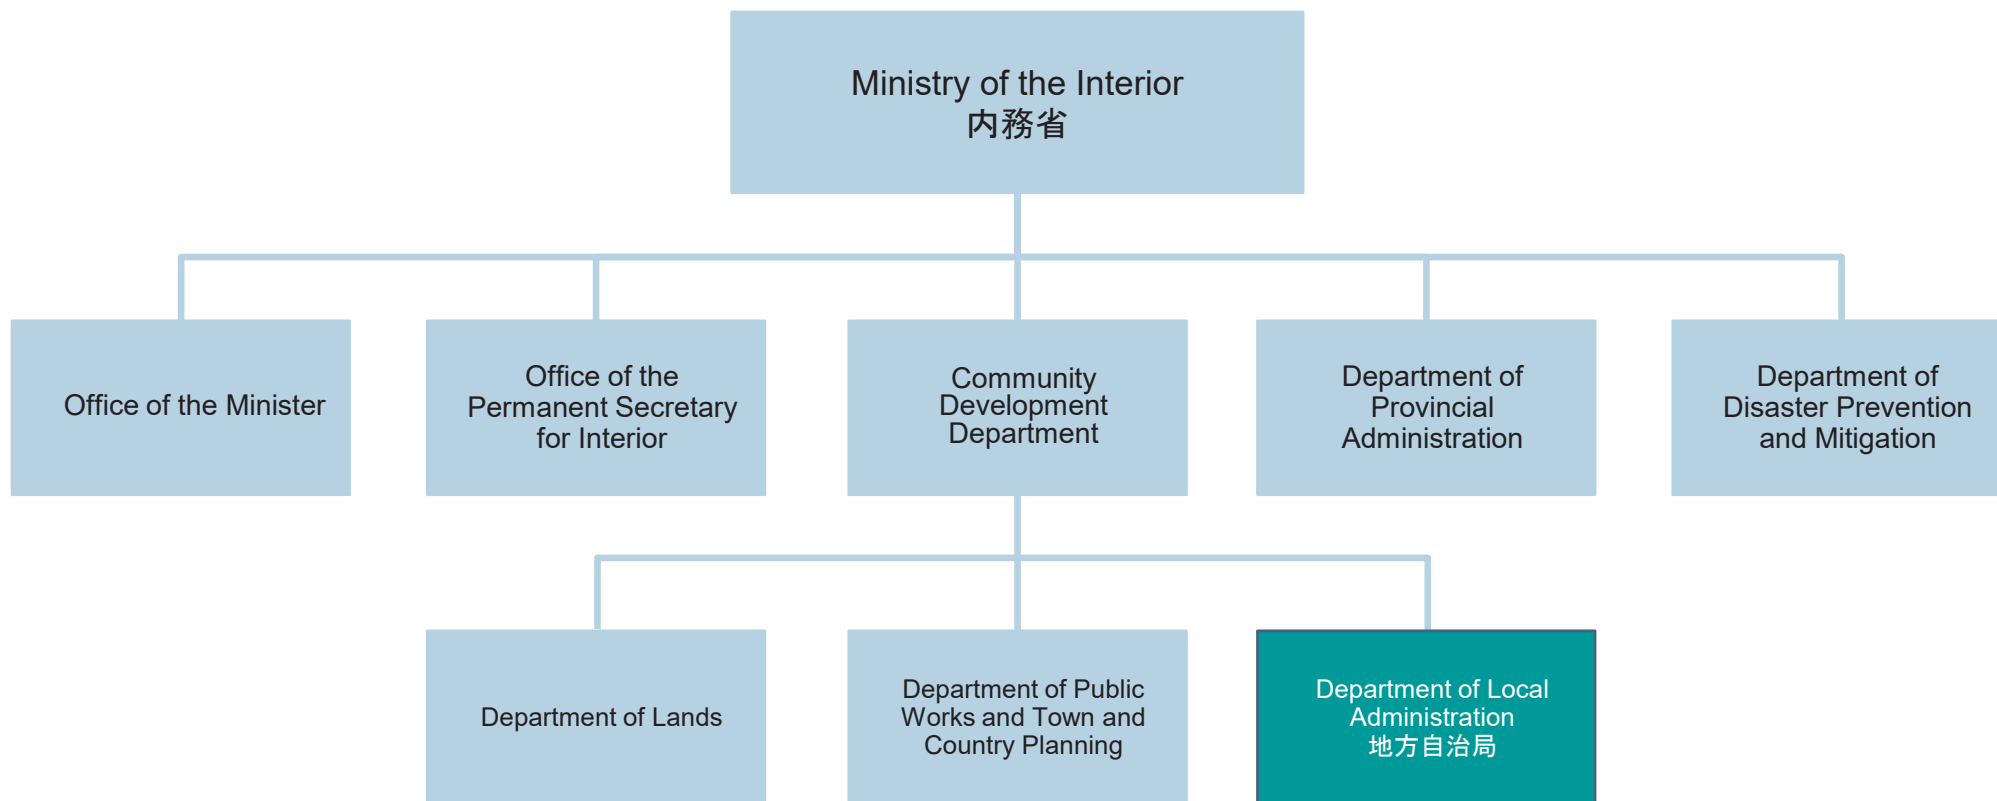 Ministry of the Interior
内務省
Office of the Minister
Office of the
Permanent Secretary
for Interior
Community
Development
Department
Department of
Provincial
Administration
Department of
Disaster Prevention
and Mitigation
Department of Lands
Department of Public
Works and Town and
Country Planning
Department of Local
Administration
地方自治局